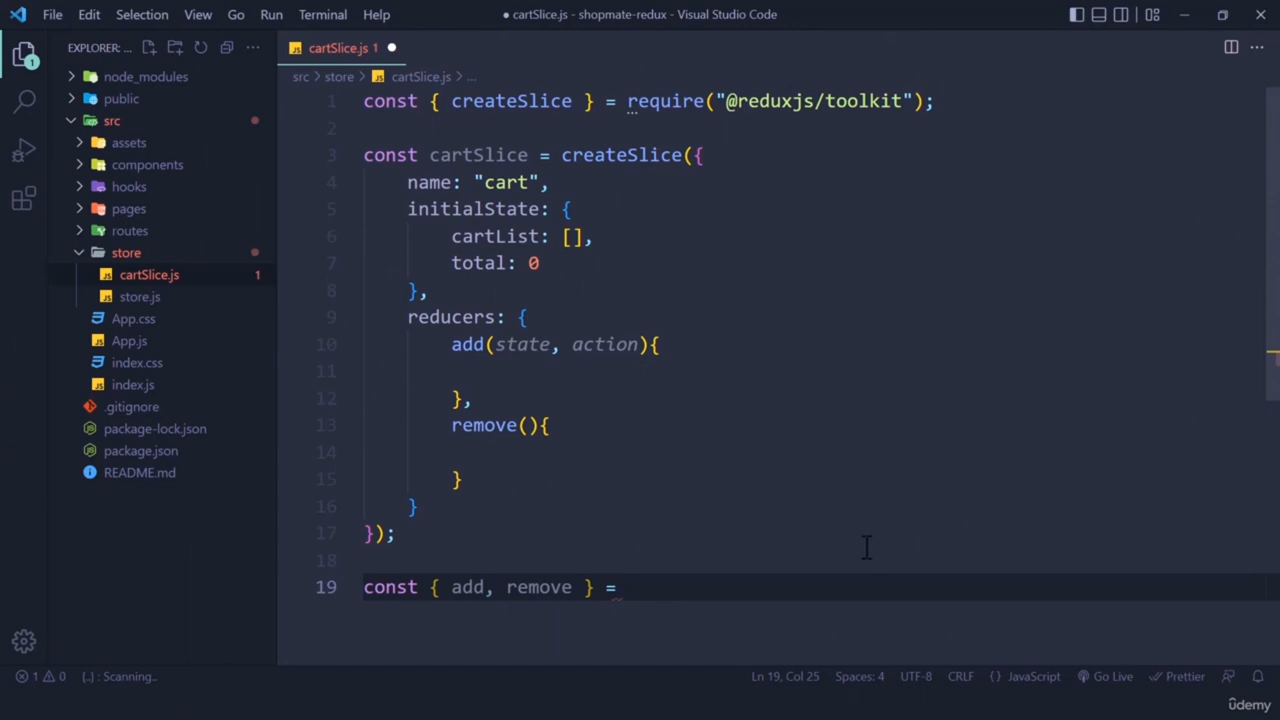 File Edit Selection View Go Run Terminal Help
● cartSlice.js - shopmate-redux - Visual Studio Code
EXPLORER: ...
cartSlice.js 1
src > store > cartSlice.js > ...
1
node_modules
public
src
assets
components
hooks
pages
routes
store
cartSlice.js 1
store.js
App.css
App.js
index.css
index.js
.gitignore
package-lock.json
package.json
README.md
1 const { createSlice } = require("@reduxjs/toolkit");
2
3 const cartSlice = createSlice({
4 name: "cart",
5 initialState: {
6 cartList: [],
7 total: 0
8 },
9 reducers: {
10 add(state, action){
11
12 },
13 remove(){
14
15 }
16 }
17 });
18
19 const { add, remove } =
1 0 {..} : Scanning..
Ln 19, Col 25 Spaces: 4 UTF-8 CRLF {} JavaScript Go Live Prettier
ûdemy